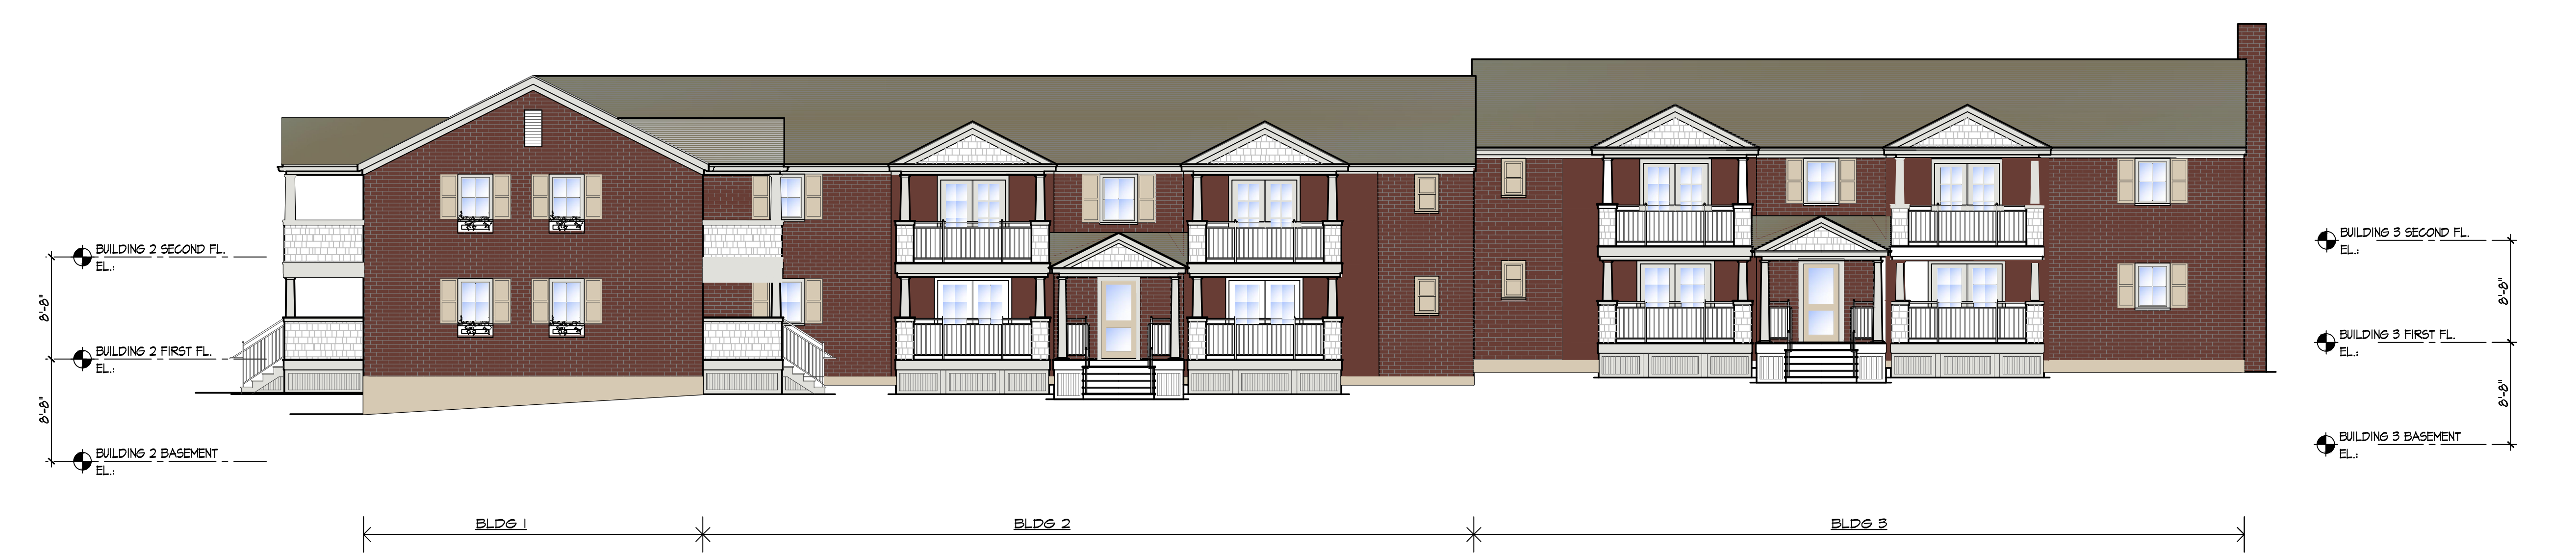 BUILDING 2 SECOND FL.
EL.:
8'-8"
BUILDING 2 FIRST FL.
EL.:
8'-8"
BUILDING 2 BASEMENT
EL.:
BUILDING 3 SECOND FL.
EL.:
8'-8"
BUILDING 3 FIRST FL.
EL.:
8'-8"
BUILDING 3 BASEMENT
EL.:
BLDG 1
BLDG 2
BLDG 3